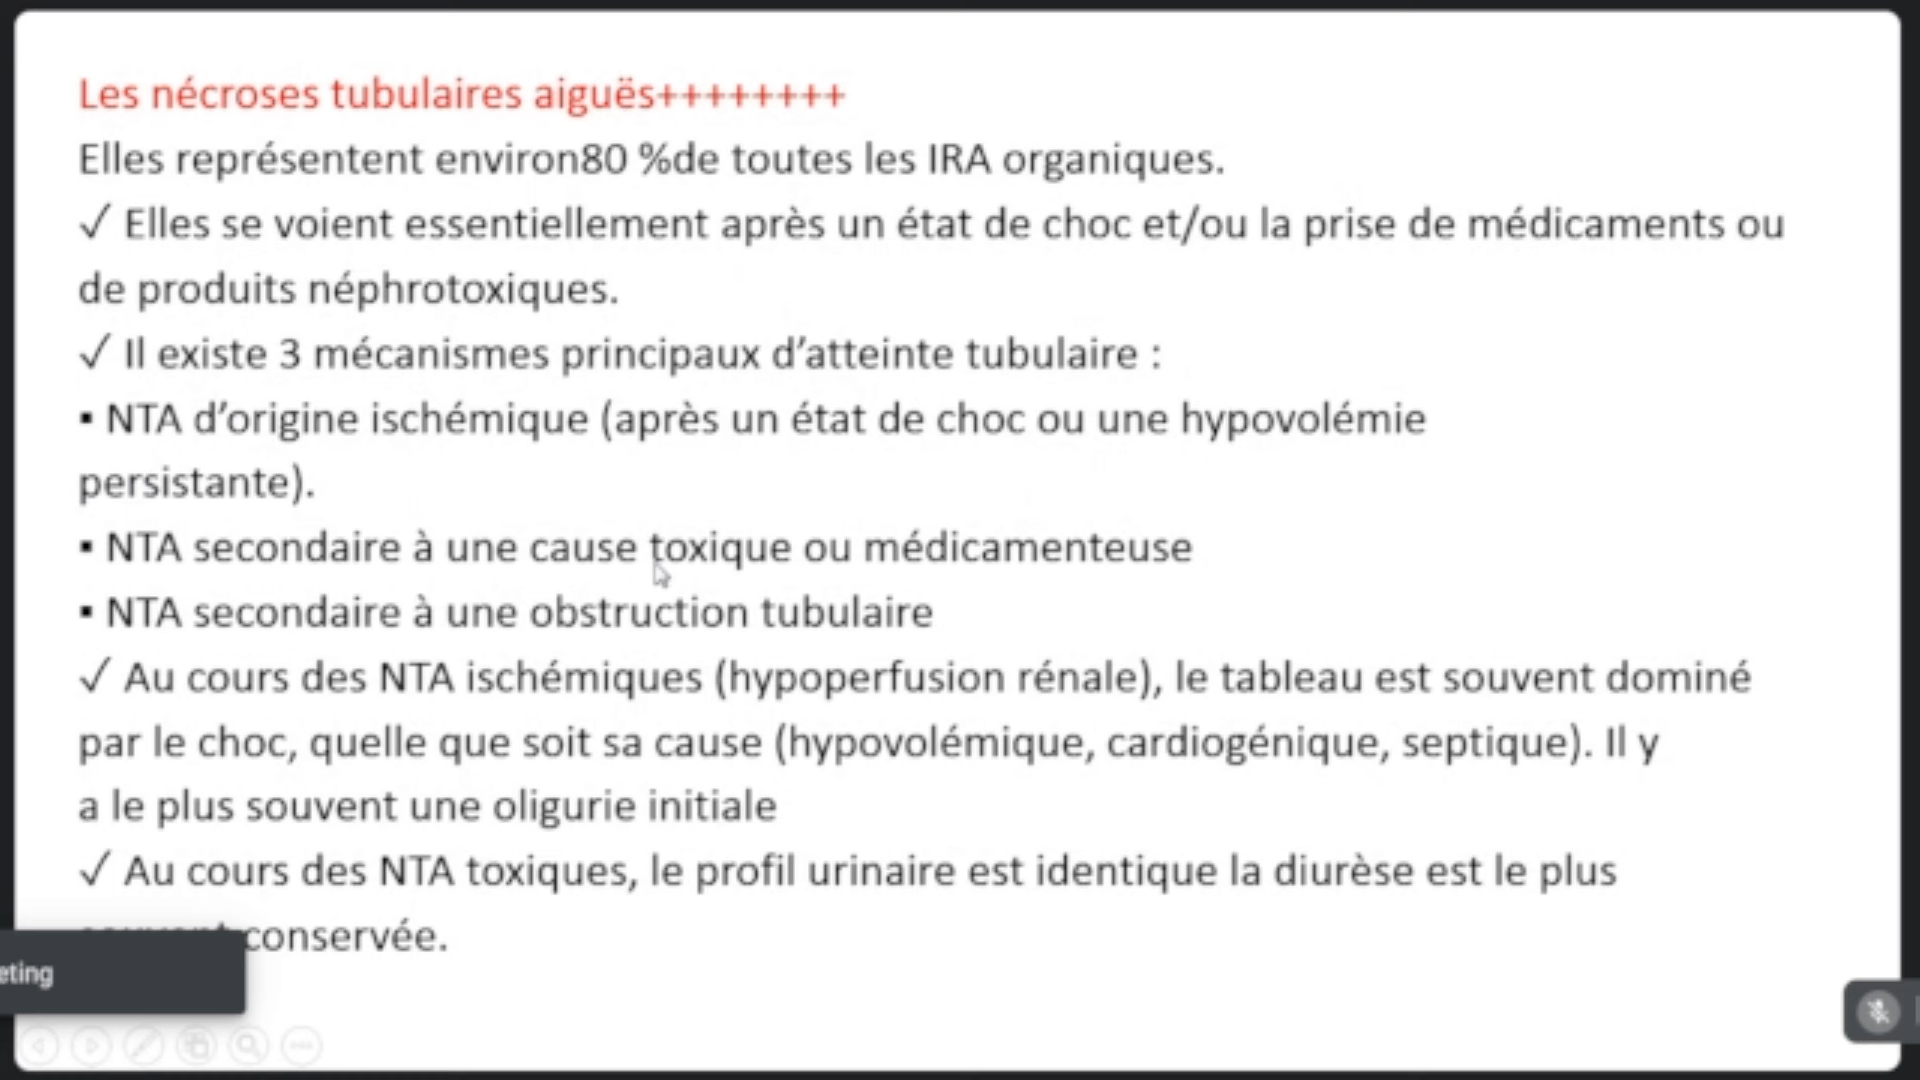 Les nécroses tubulaires aiguës++++++++
Elles représentent environ80 %de toutes les IRA organiques.
✓ Elles se voient essentiellement après un état de choc et/ou la prise de médicaments ou
de produits néphrotoxiques.
✓ Il existe 3 mécanismes principaux d’atteinte tubulaire :
▪ NTA d’origine ischémique (après un état de choc ou une hypovolémie
persistante).
▪ NTA secondaire à une cause toxique ou médicamenteuse
▪ NTA secondaire à une obstruction tubulaire
✓ Au cours des NTA ischémiques (hypoperfusion rénale), le tableau est souvent dominé
par le choc, quelle que soit sa cause (hypovolémique, cardiogénique, septique). Il y
a le plus souvent une oligurie initiale
✓ Au cours des NTA toxiques, le profil urinaire est identique la diurèse est le plus
conservée.
eting